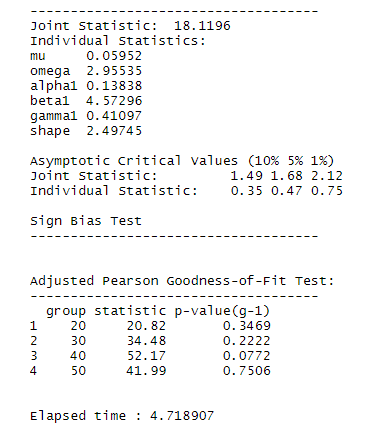 ------------------------------------
Joint Statistic:  18.1196
Individual Statistics:
mu     0.05952
omega  2.95535
alpha1 0.13838
beta1  4.57296
gamma1 0.41097
shape  2.49745
Asymptotic Critical Values (10% 5% 1%)
Joint Statistic:         1.49 1.68 2.12
Individual Statistic:    0.35 0.47 0.75
Sign Bias Test
------------------------------------
Adjusted Pearson Goodness-of-Fit Test:
------------------------------------
  group statistic p-value(g-1)
1    20     20.82       0.3469
2    30     34.48       0.2222
3    40     52.17       0.0772
4    50     41.99       0.7506
Elapsed time : 4.718907